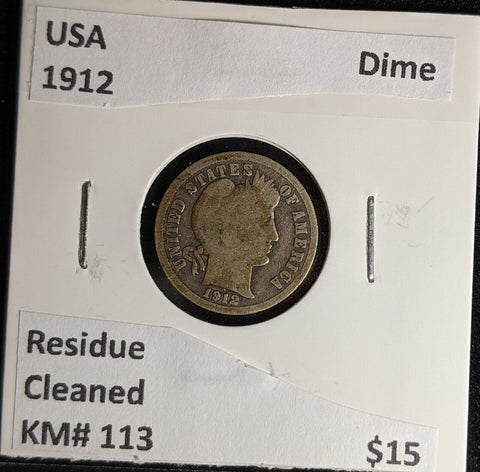 USA
1912
Dime
UNITED STATES OF AMERICA
1912
Residue
Cleaned
KM# 113
$15